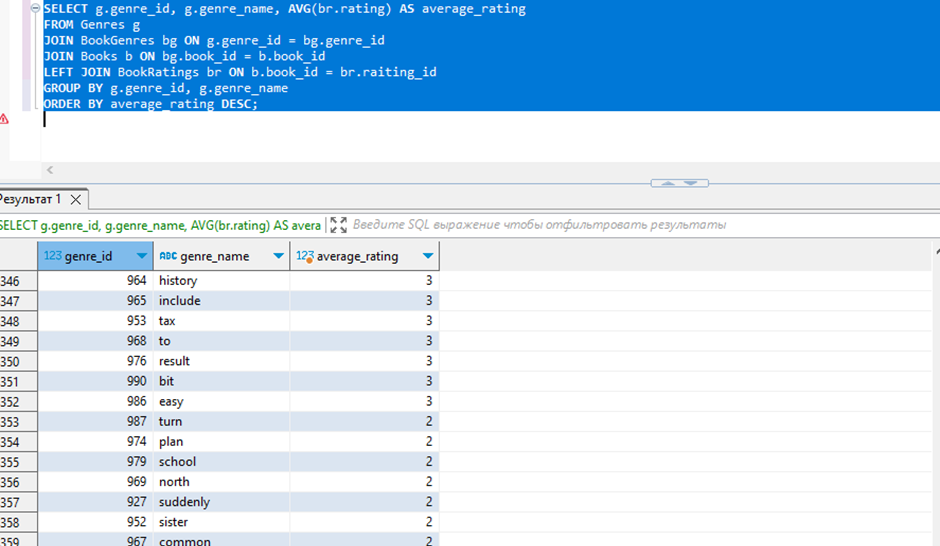 SELECT g.genre_id, g.genre_name, AVG(br.rating) AS average_rating
FROM Genres g
JOIN BookGenres bg ON g.genre_id = bg.genre_id
JOIN Books b ON bg.book_id = b.book_id
LEFT JOIN BookRatings br ON b.book_id = br.raiting_id
GROUP BY g.genre_id, g.genre_name
ORDER BY average_rating DESC;
Результат 1
SELECT g.genre_id, g.genre_name, AVG(br.rating) AS avera Введите SQL выражение чтобы отфильтровать результаты
123 genre_id ABC genre_name 123 average_rating
346 964 history 3
347 965 include 3
348 953 tax 3
349 968 to 3
350 976 result 3
351 990 bit 3
352 986 easy 3
353 987 turn 2
354 974 plan 2
355 979 school 2
356 969 north 2
357 927 suddenly 2
358 952 sister 2
359 967 common 2